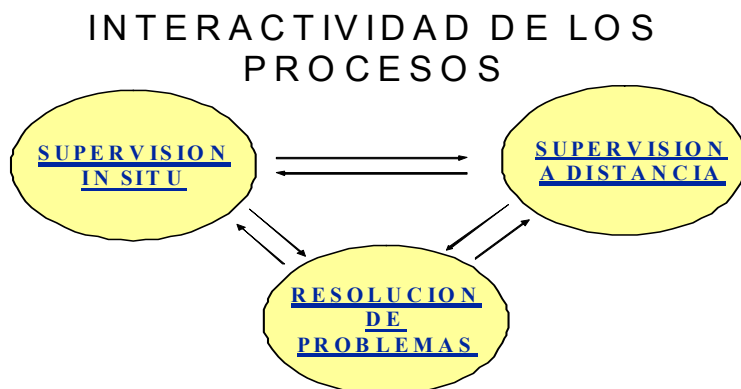 INTERACTIVIDAD DE LOS
PROCESOS
SUPERVISION
IN SITU
SUPERVISION
A DISTANCIA
RESOLUCION
DE
PROBLEMAS